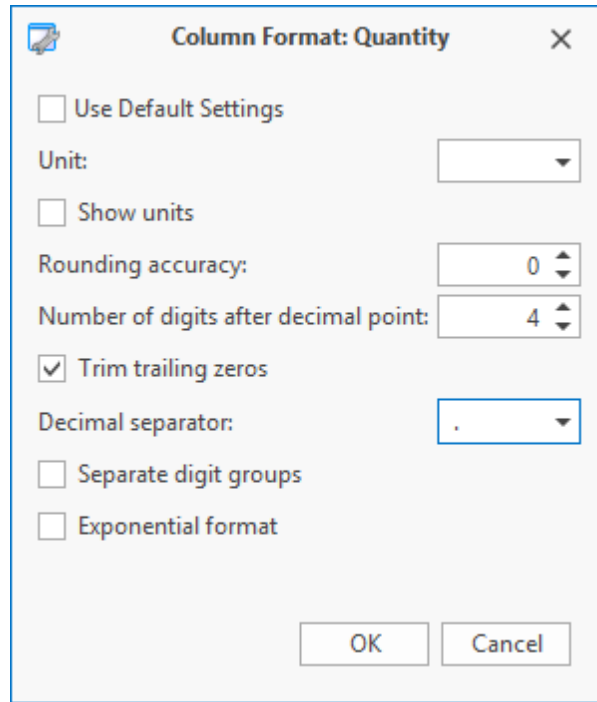 Column Format: Quantity
Use Default Settings
Unit:
Show units
Rounding accuracy: 0
Number of digits after decimal point: 4
Trim trailing zeros
Decimal separator: .
Separate digit groups
Exponential format
OK Cancel